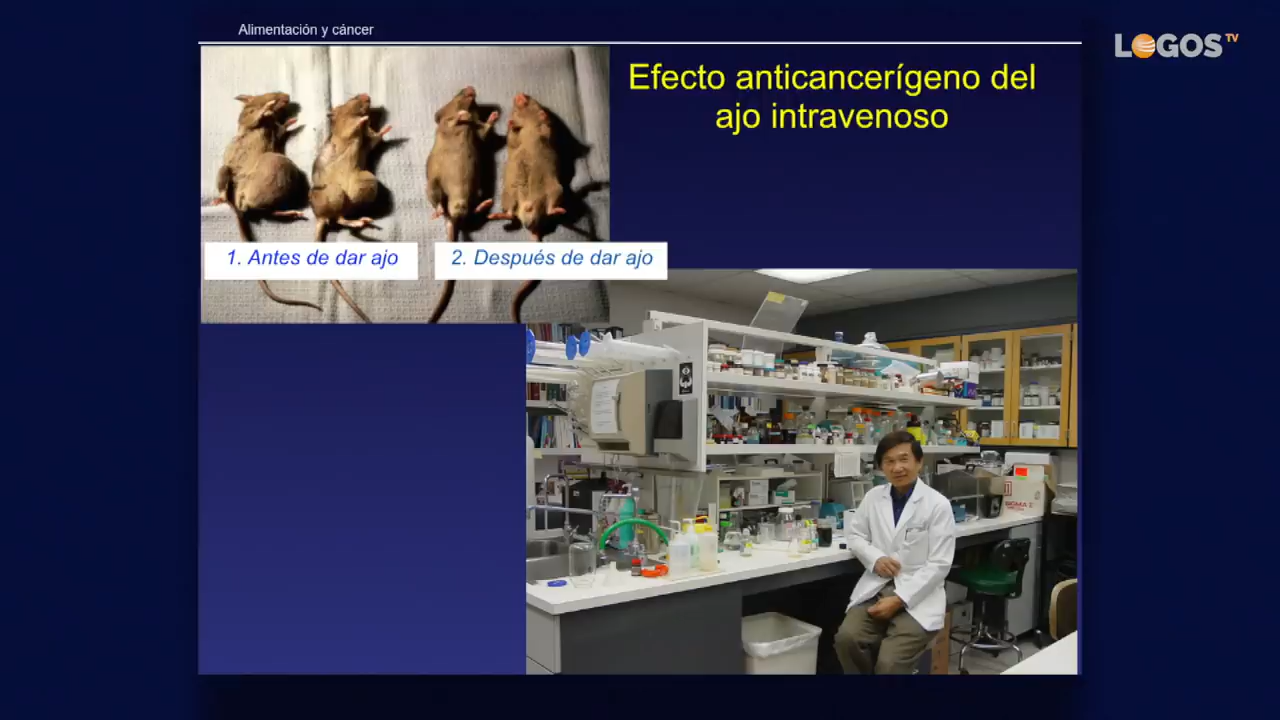 Alimentación y cáncer
LOGOS TV
Efecto anticancerígeno del
ajo intravenoso
1. Antes de dar ajo
2. Después de dar ajo